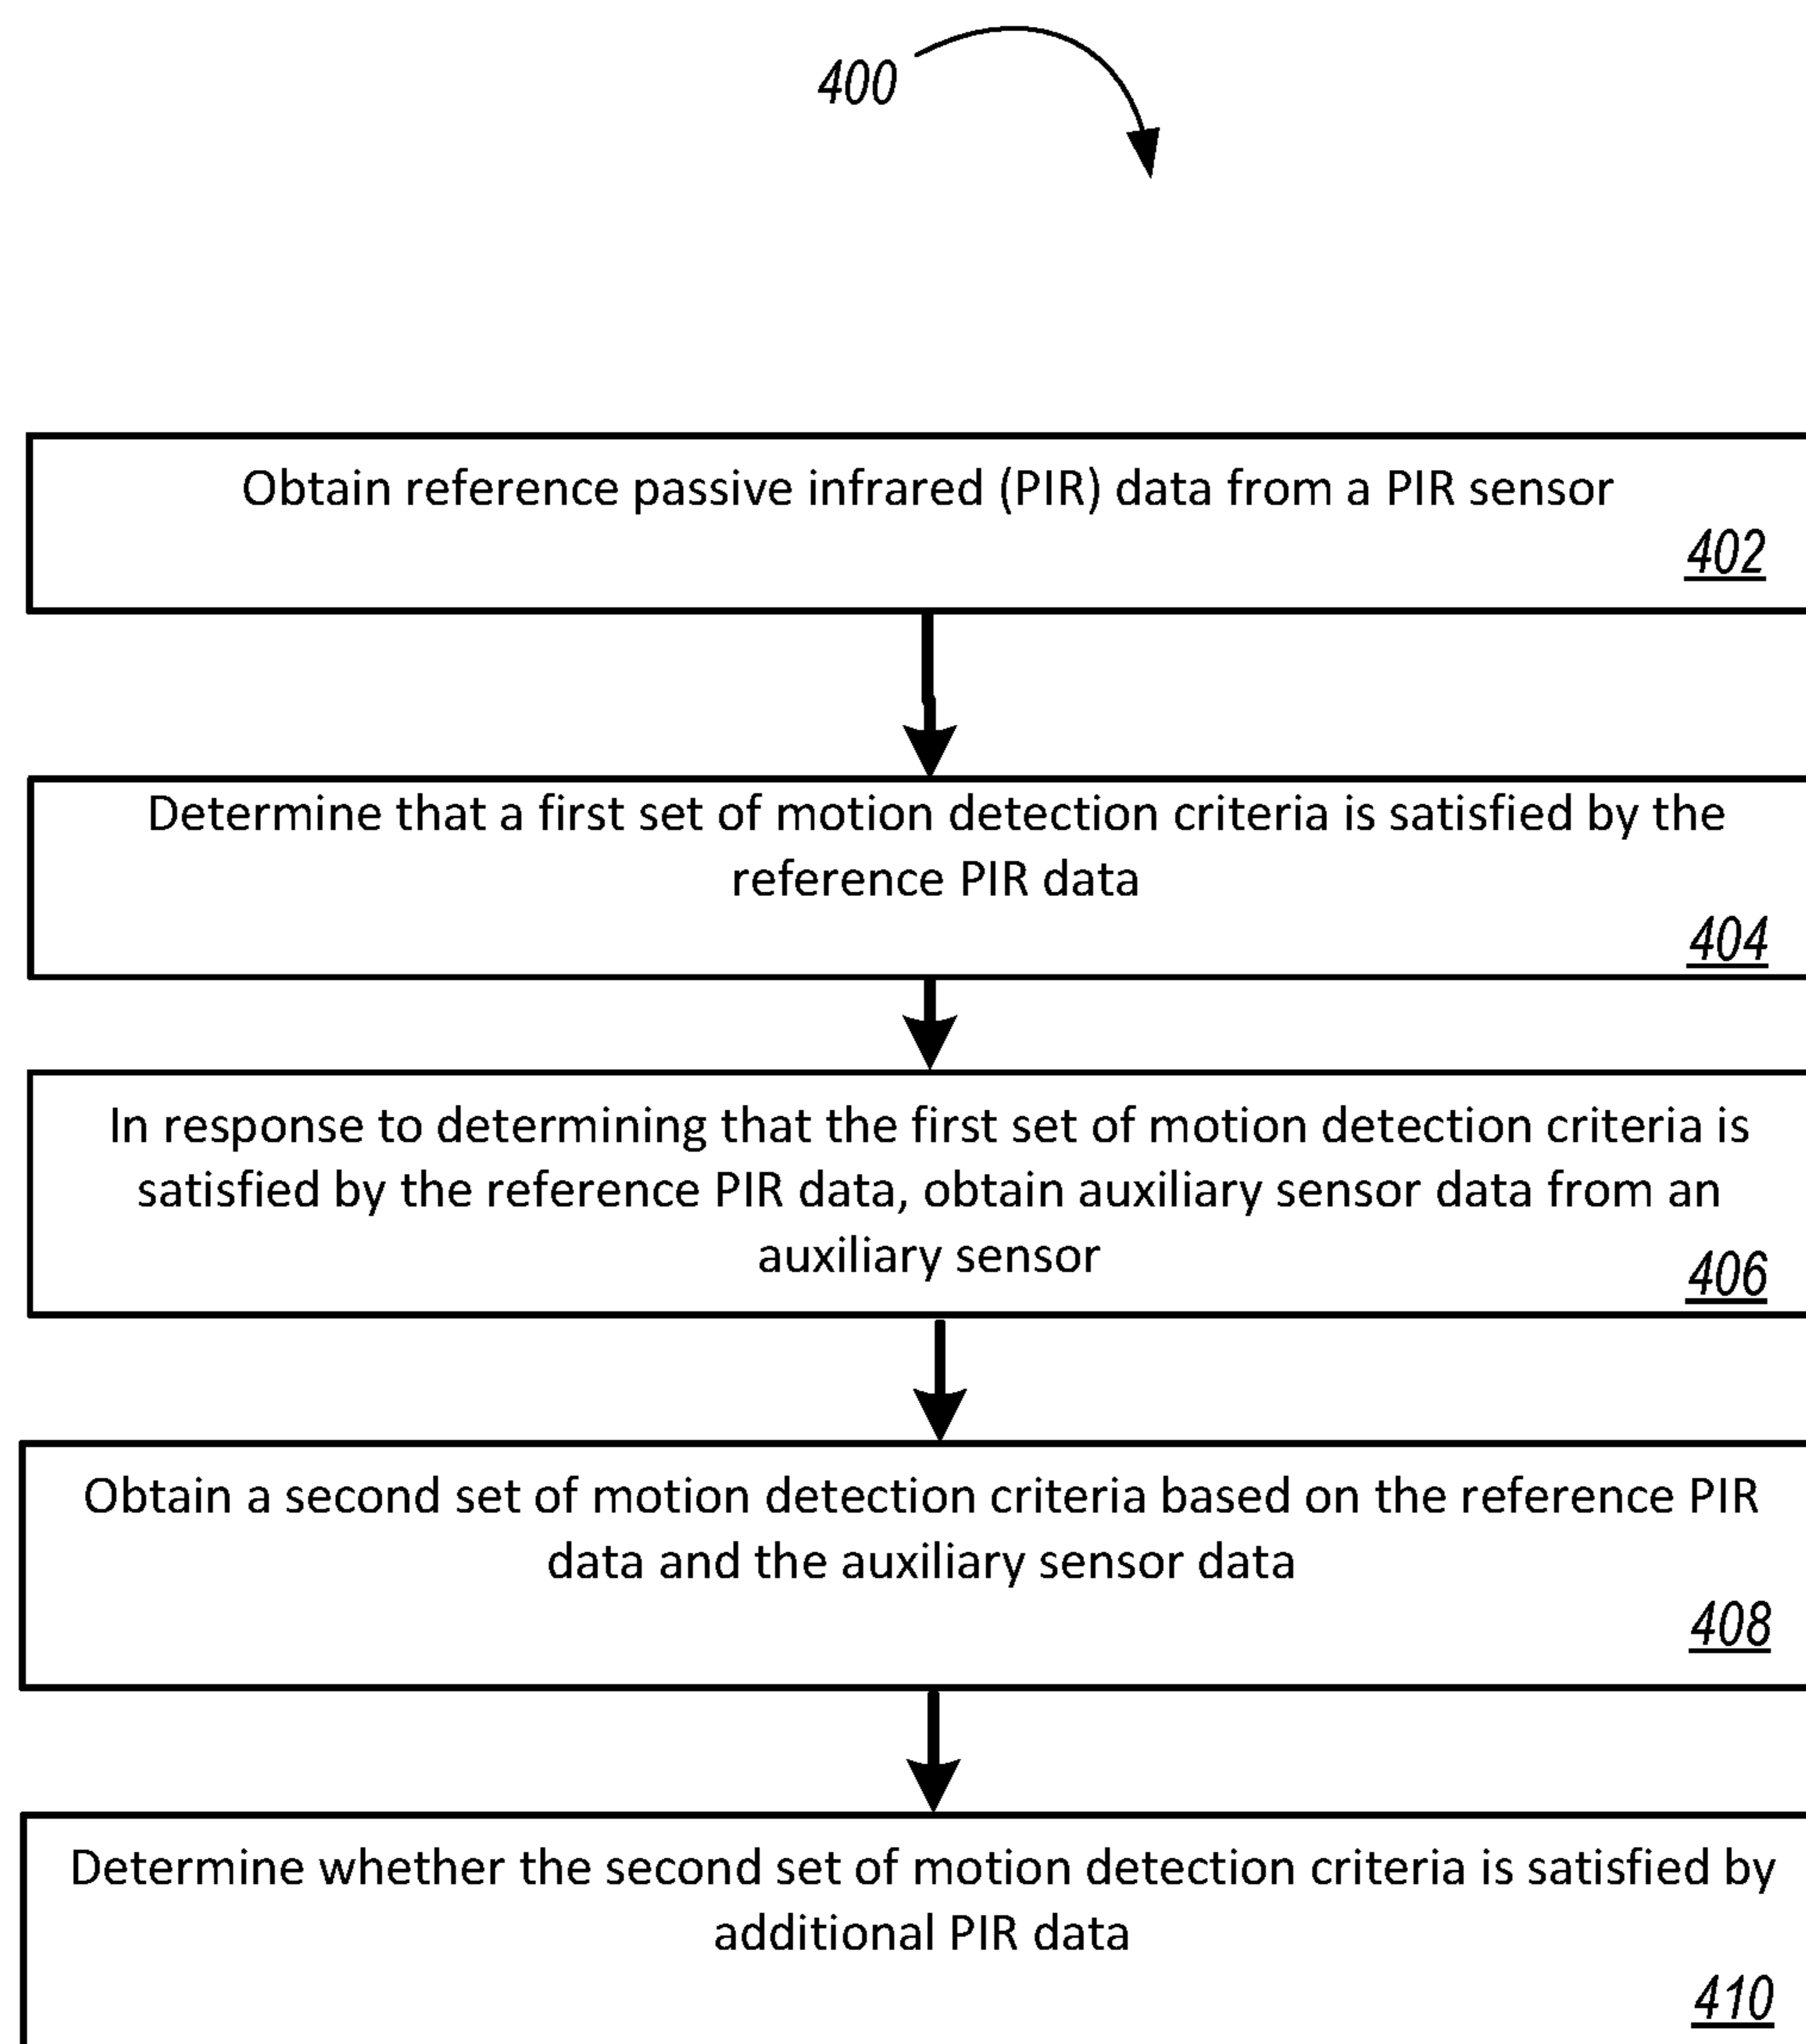 400
Obtain reference passive infrared (PIR) data from a PIR sensor
402
Determine that a first set of motion detection criteria is satisfied by the
reference PIR data
404
In response to determining that the first set of motion detection criteria is
satisfied by the reference PIR data, obtain auxiliary sensor data from an
auxiliary sensor
406
Obtain a second set of motion detection criteria based on the reference PIR
data and the auxiliary sensor data
408
Determine whether the second set of motion detection criteria is satisfied by
additional PIR data
410